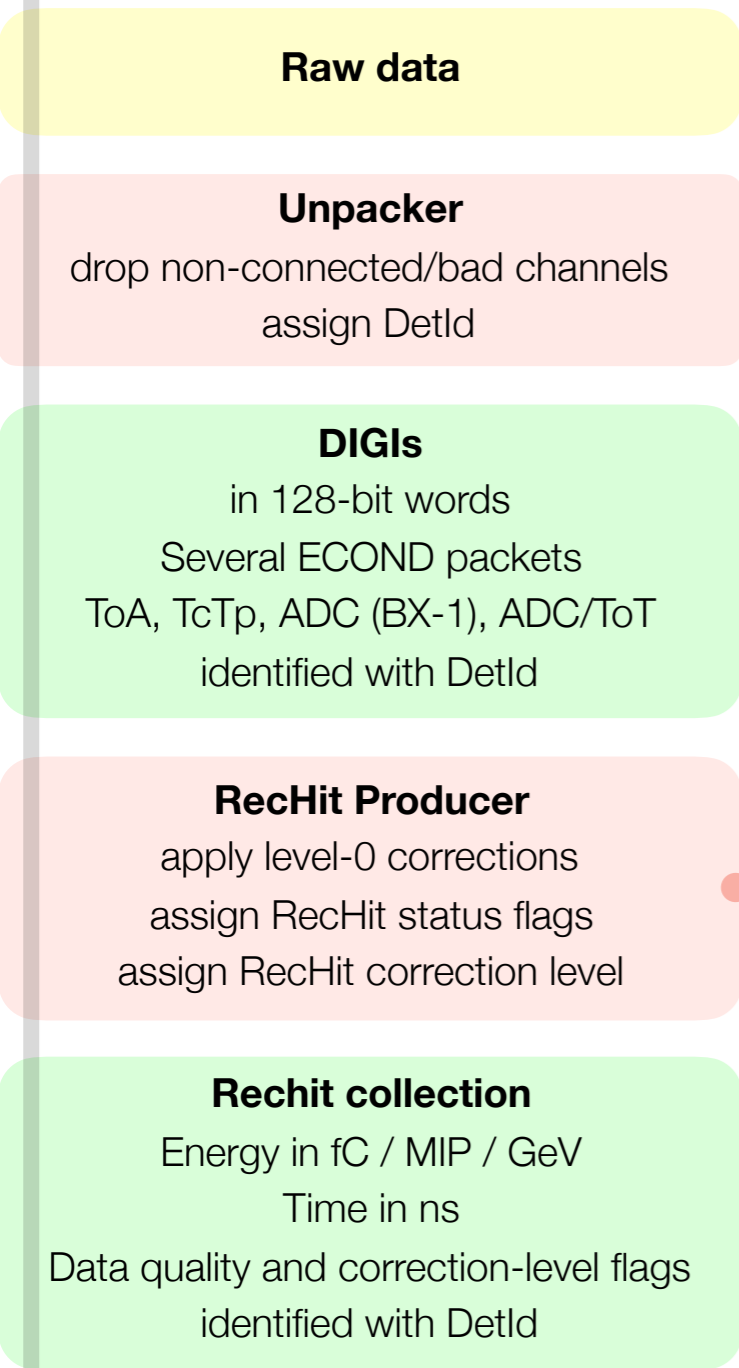 Raw data
Unpacker
drop non-connected/bad channels
assign DetId
DIGIs
in 128-bit words
Several ECOND packets
ToA, TcTp, ADC (BX-1), ADC/ToT
identified with DetId
RecHit Producer
apply level-0 corrections
assign RecHit status flags
assign RecHit correction level
Rechit collection
Energy in fC / MIP / GeV
Time in ns
Data quality and correction-level flags
identified with DetId